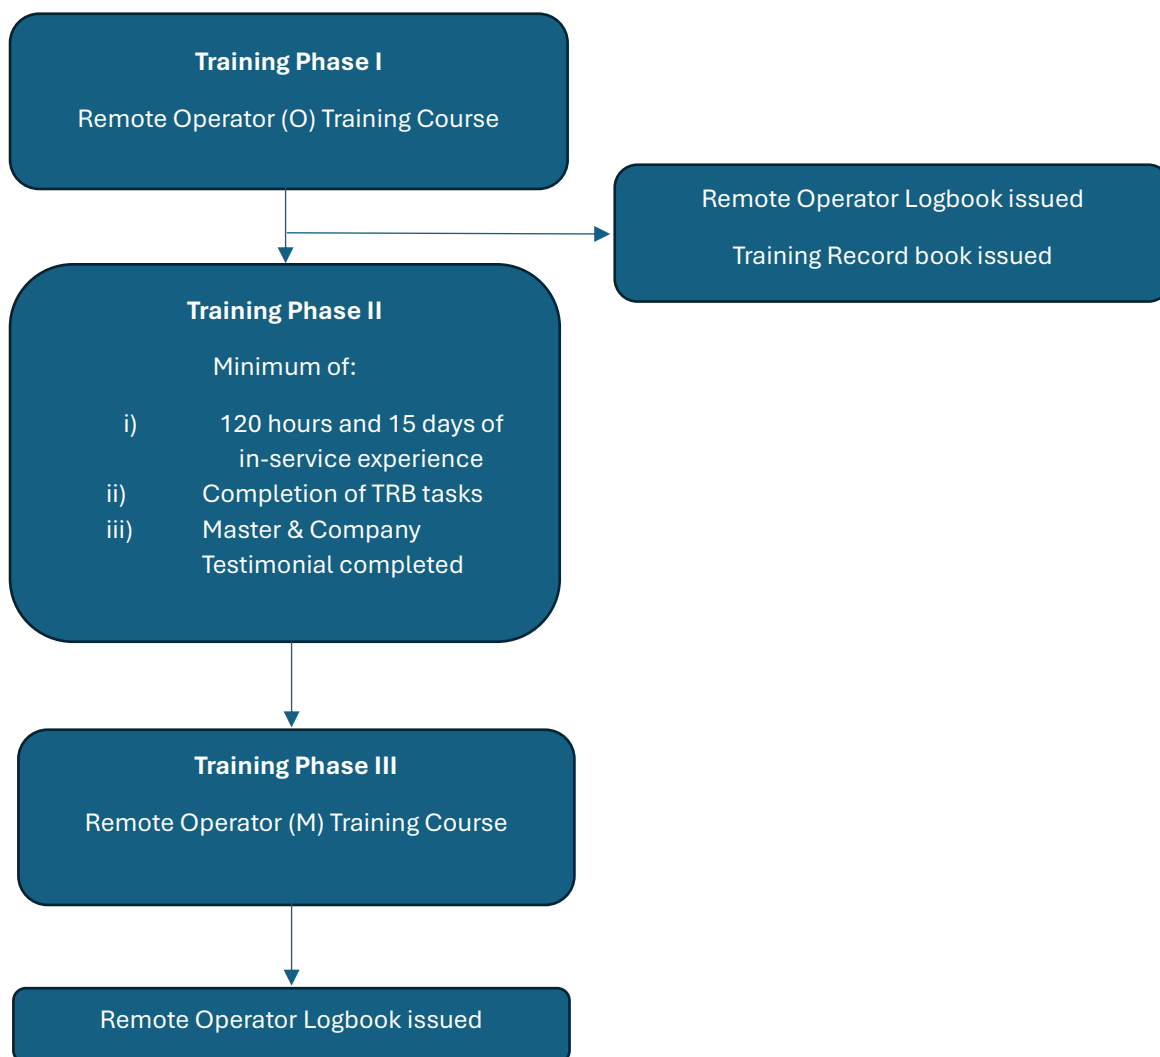 Training Phase I
Remote Operator (O) Training Course
Remote Operator Logbook issued
Training Record book issued
Training Phase II
Minimum of:
i) 120 hours and 15 days of
in-service experience
ii) Completion of TRB tasks
iii) Master & Company
Testimonial completed
Training Phase III
Remote Operator (M) Training Course
Remote Operator Logbook issued